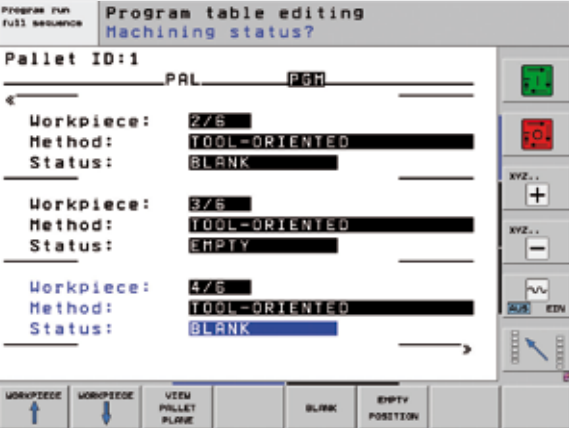 Program run
full sequence
Program table editing
Machining status?
Pallet ID:1
PAL PGM
«
Workpiece: 2/6
Method: TOOL-ORIENTED
Status: BLANK
Workpiece: 3/6
Method: TOOL-ORIENTED
Status: EMPTY
Workpiece: 4/6
Method: TOOL-ORIENTED
Status: BLANK
»
I
O
XYZ..
+
XYZ..
−
AUS EIN
WORKPIECE
WORKPIECE
VIEW
PALLET
PLANE
BLANK
EMPTY
POSITION